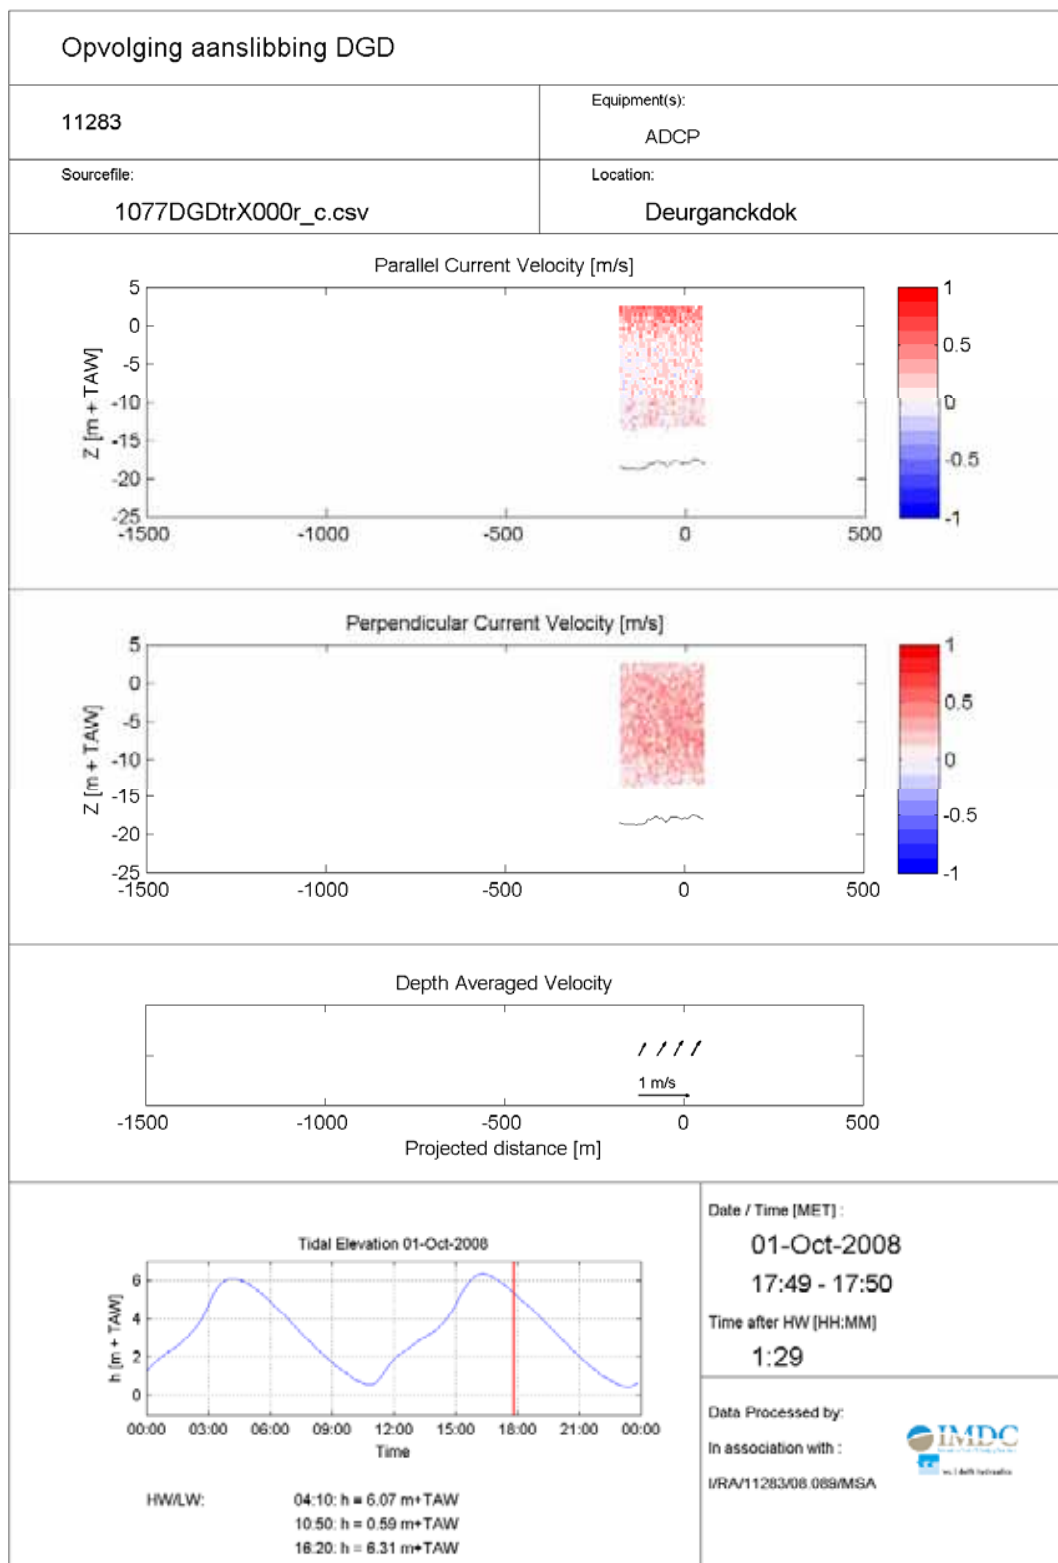 Opvolging aanslibbing DGD
11283
Equipment(s):
ADCP
Sourcefile:
1077DGDtrX000r_c.csv
Location:
Deurganckdok
Parallel Current Velocity [m/s]
Z [m + TAW]
5
0
-5
-10
-15
-20
-25
-1500
-1000
-500
0
500
1
0.5
0
-0.5
-1
Perpendicular Current Velocity [m/s]
Z [m + TAW]
5
0
-5
-10
-15
-20
-25
-1500
-1000
-500
0
500
1
0.5
0
-0.5
-1
Depth Averaged Velocity
1 m/s
-1500
-1000
-500
0
500
Projected distance [m]
Tidal Elevation 01-Oct-2008
h [m + TAW]
6
4
2
0
00:00 03:00 06:00 09:00 12:00 15:00 18:00 21:00 00:00
Time
HW/LW:
04:10: h = 6.07 m+TAW
10:50: h = 0.59 m+TAW
16:20: h = 6.31 m+TAW
Date / Time [MET] :
01-Oct-2008
17:49 - 17:50
Time after HW [HH:MM]
1:29
Data Processed by:
IMDC
In association with :
wl | delft hydraulics
I/RA/11283/08.089/MSA